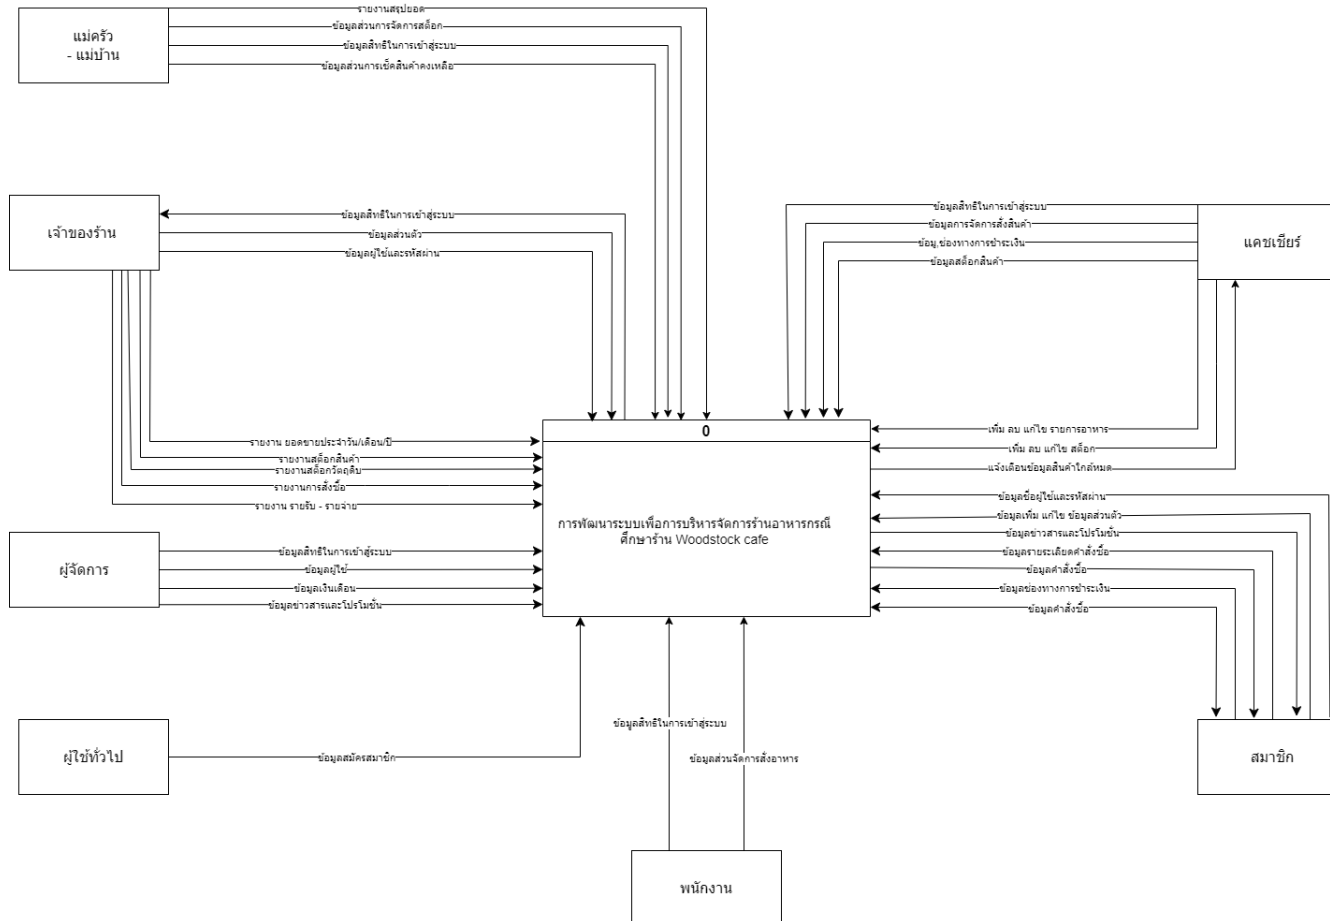 รายงานสรุปยอด
แม่ครัว
- แม่บ้าน
ข้อมูลส่วนการจัดการสต็อก
ข้อมูลสิทธิในการเข้าสู่ระบบ
ข้อมูลส่วนการเช็คสินค้าคงเหลือ
เจ้าของร้าน
ข้อมูลสิทธิในการเข้าสู่ระบบ
ข้อมูลส่วนตัว
ข้อมูลผู้ใช้และรหัสผ่าน
ข้อมูลสิทธิในการเข้าสู่ระบบ
ข้อมูลการจัดการสั่งสินค้า
ข้อมู,ช่องทางการชำระเงิน
ข้อมูลสต็อกสินค้า
แคชเชียร์
รายงาน ยอดขายประจำวัน/เดือน/ปี
รายงานสต็อกสินค้า
รายงานสต็อกวัตถุดิบ
รายงานการสั่งซื้อ
รายงาน รายรับ - รายจ่าย
0
การพัฒนาระบบเพื่อการบริหารจัดการร้านอาหารกรณี
ศึกษาร้าน Woodstock cafe
เพิ่ม ลบ แก้ไข รายการอาหาร
เพิ่ม ลบ แก้ไข สต็อก
แจ้งเตือนข้อมูลสินค้าใกล้หมด
ข้อมูลชื่อผู้ใช้และรหัสผ่าน
ข้อมูลเพิ่ม แก้ไข ข้อมูลส่วนตัว
ข้อมูลข่าวสารและโปรโมชั่น
ข้อมูลรายระเลียดคำสั่งซื้อ
ข้อมูลคำสั่งซื้อ
ข้อมูลช่องทางการชำระเงิน
ข้อมูลคำสั่งซื้อ
ผู้จัดการ
ข้อมูลสิทธิในการเข้าสู่ระบบ
ข้อมูลผู้ใช้
ข้อมูลเงินเดือน
ข้อมูลข่าวสารและโปรโมชั่น
ผู้ใช้ทั่วไป
ข้อมูลสมัครสมาชิก
ข้อมูลสิทธิในการเข้าสู่ระบบ
ข้อมูลส่วนจัดการสั่งอาหาร
สมาชิก
พนักงาน